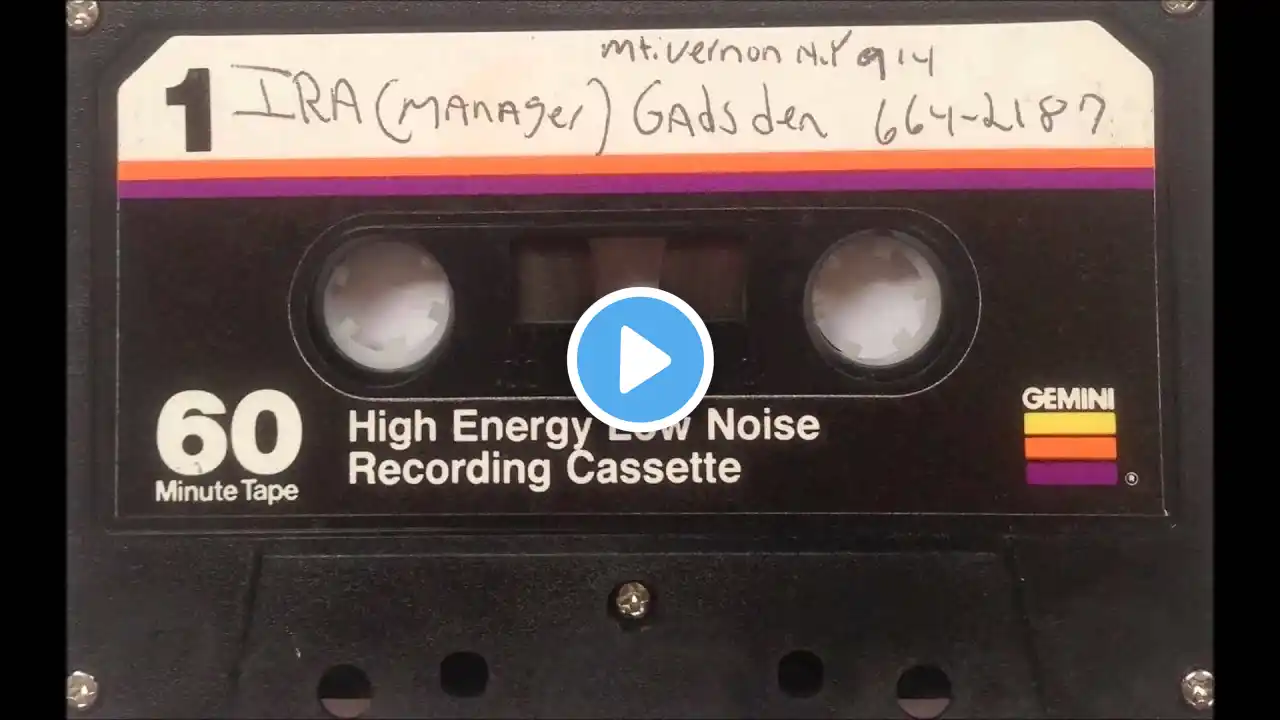 Mt.Vernon N.Y 914
1 IRA (MANAger) GAdsden 664-2187
60
Minute Tape
High Energy Low Noise
Recording Cassette
GEMINI
®